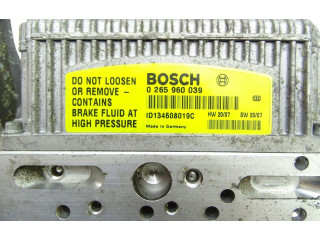 DO NOT LOOSEN
OR REMOVE -
CONTAINS
BRAKE FLUID AT
HIGH PRESSURE
BOSCH
0 265 960 039
ID134608019C
HW 20/07 SW 20/07
Made in Germany